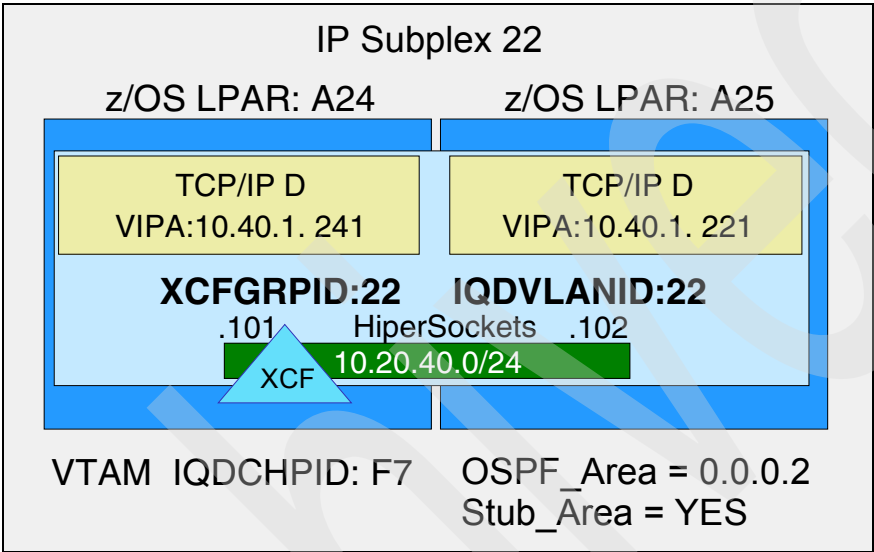 IP Subplex 22
z/OS LPAR: A24 z/OS LPAR: A25
TCP/IP D TCP/IP D
VIPA:10.40.1. 241 VIPA:10.40.1. 221
XCFGRPID:22 IQDVLANID:22
.101 HiperSockets .102
10.20.40.0/24
XCF
VTAM IQDCHPID: F7 OSPF_Area = 0.0.0.2
Stub_Area = YES